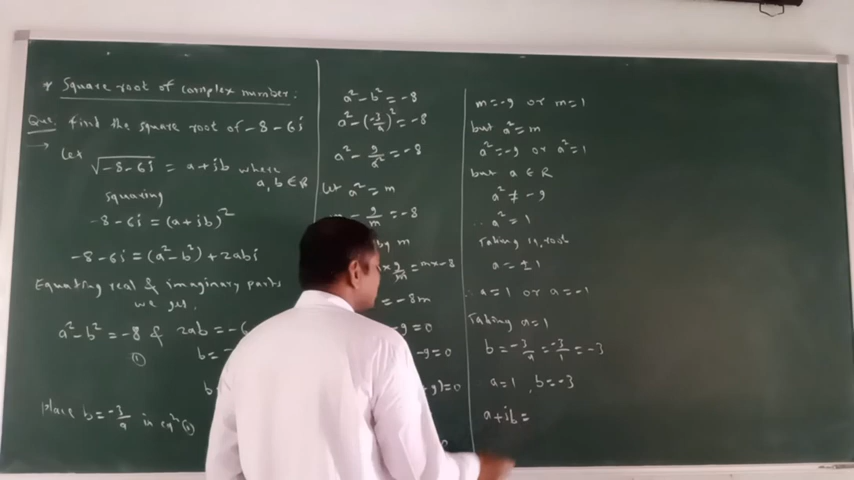 * Square root of complex number:
Que. find the square root of -8-6i
→ Let
√-8-6i = a+ib where
a, b ∈ R
squaring
-8-6i = (a+ib)²
-8-6i = (a²-b²) + 2abi
Equating real & imaginary parts
we get,
a²-b² = -8 & 2ab = -6
①
b = -
b
place b = -3/a in eqⁿ ①
a²-b² = -8
a²-(-3/a)² = -8
a² - 9/a² = -8
Let a² = m
- 9/m = -8
m
× 9/m = m×-8
= -8m
-9=0
-9=0
-9)=0
m=-9 or m=1
but a²=m
a²=-9 or a²=1
but a ∈ R
a² ≠ -9
∴ a² = 1
Taking sq. root
a = ±1
∴ a=1 or a=-1
Taking a=1
b = -3/a = -3/1 = -3
a=1, b=-3
a+ib =